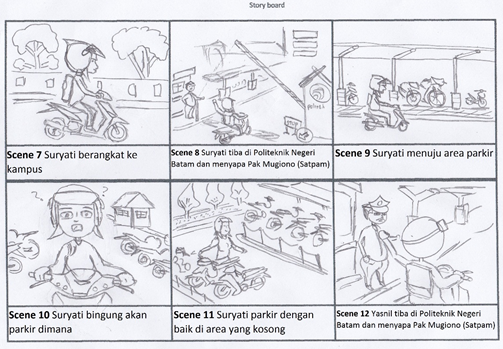 Story board
Scene 7 Suryati berangkat ke
kampus
Scene 8 Suryati tiba di Politeknik Negeri
Batam dan menyapa Pak Mugiono (Satpam)
Scene 9 Suryati menuju area parkir
? ?
Scene 10 Suryati bingung akan
parkir dimana
Scene 11 Suryati parkir dengan
baik di area yang kosong
Scene 12 Yasnil tiba di Politeknik Negeri
Batam dan menyapa Pak Mugiono (Satpam)